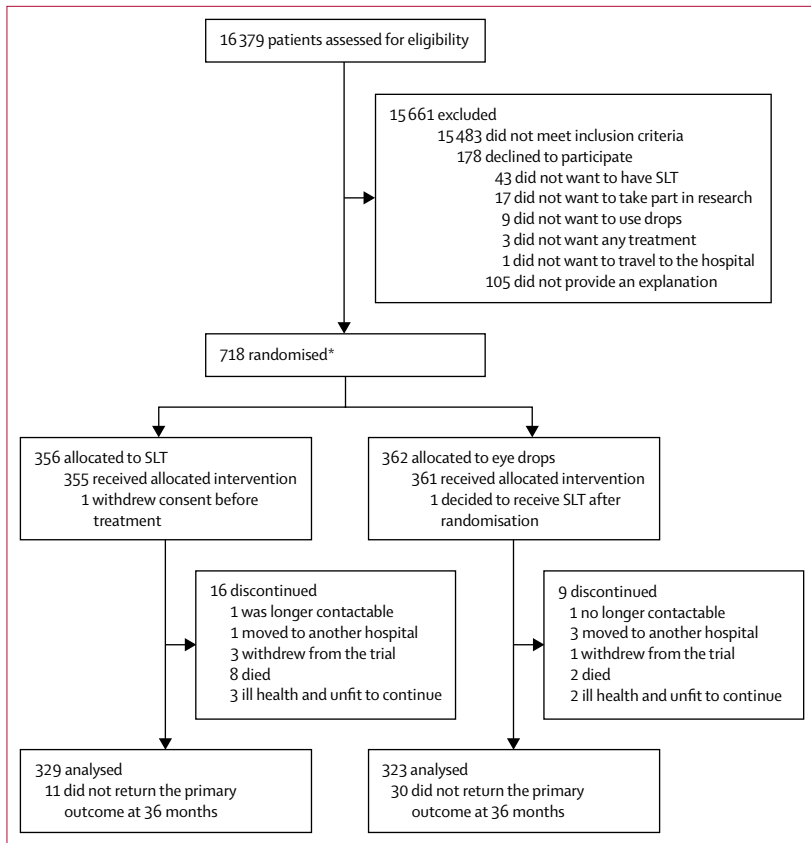 16 379 patients assessed for eligibility
15 661 excluded
15 483 did not meet inclusion criteria
178 declined to participate
43 did not want to have SLT
17 did not want to take part in research
9 did not want to use drops
3 did not want any treatment
1 did not want to travel to the hospital
105 did not provide an explanation
718 randomised*
356 allocated to SLT
355 received allocated intervention
1 withdrew consent before
treatment
362 allocated to eye drops
361 received allocated intervention
1 decided to receive SLT after
randomisation
16 discontinued
1 was longer contactable
1 moved to another hospital
3 withdrew from the trial
8 died
3 ill health and unfit to continue
9 discontinued
1 no longer contactable
3 moved to another hospital
1 withdrew from the trial
2 died
2 ill health and unfit to continue
329 analysed
11 did not return the primary
outcome at 36 months
323 analysed
30 did not return the primary
outcome at 36 months